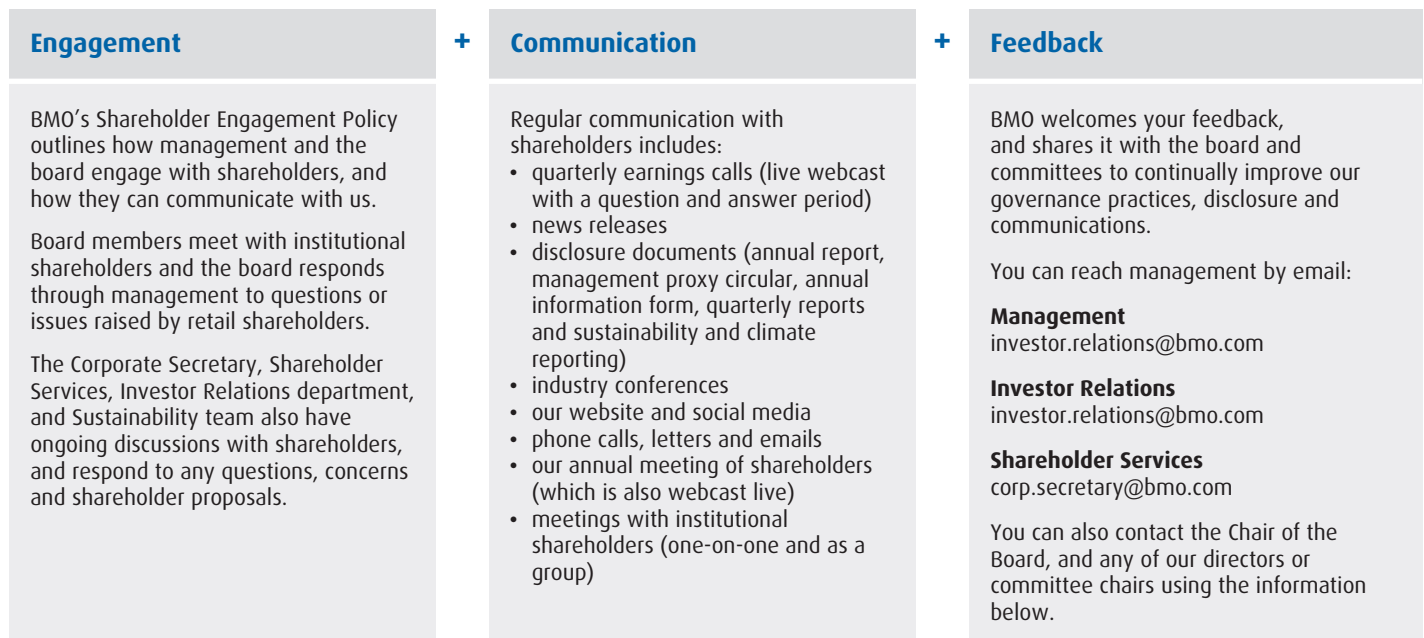 Engagement
BMO’s Shareholder Engagement Policy
outlines how management and the
board engage with shareholders, and
how they can communicate with us.
Board members meet with institutional
shareholders and the board responds
through management to questions or
issues raised by retail shareholders.
The Corporate Secretary, Shareholder
Services, Investor Relations department,
and Sustainability team also have
ongoing discussions with shareholders,
and respond to any questions, concerns
and shareholder proposals.
+
Communication
Regular communication with
shareholders includes:
• quarterly earnings calls (live webcast
with a question and answer period)
• news releases
• disclosure documents (annual report,
management proxy circular, annual
information form, quarterly reports
and sustainability and climate
reporting)
• industry conferences
• our website and social media
• phone calls, letters and emails
• our annual meeting of shareholders
(which is also webcast live)
• meetings with institutional
shareholders (one-on-one and as a
group)
+
Feedback
BMO welcomes your feedback,
and shares it with the board and
committees to continually improve our
governance practices, disclosure and
communications.
You can reach management by email:
Management
investor.relations@bmo.com
Investor Relations
investor.relations@bmo.com
Shareholder Services
corp.secretary@bmo.com
You can also contact the Chair of the
Board, and any of our directors or
committee chairs using the information
below.